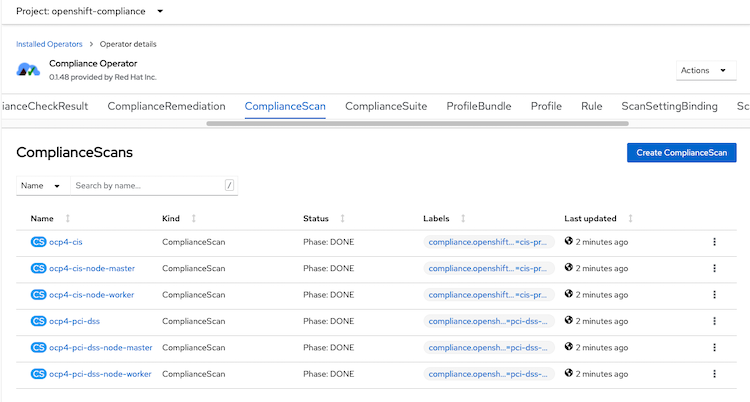 Project: openshift-compliance
Installed Operators > Operator details
Compliance Operator
0.1.48 provided by Red Hat Inc.
Actions
ianceCheckResult ComplianceRemediation ComplianceScan ComplianceSuite ProfileBundle Profile Rule ScanSettingBinding Sc
ComplianceScans
Create ComplianceScan
Name Search by name... /
Name Kind Status Labels Last updated
CS ocp4-cis ComplianceScan Phase: DONE compliance.openshift...=cis-pr... 2 minutes ago
CS ocp4-cis-node-master ComplianceScan Phase: DONE compliance.openshift...=cis-pr... 2 minutes ago
CS ocp4-cis-node-worker ComplianceScan Phase: DONE compliance.openshift...=cis-pr... 2 minutes ago
CS ocp4-pci-dss ComplianceScan Phase: DONE compliance.opensh...=pci-dss-... 2 minutes ago
CS ocp4-pci-dss-node-master ComplianceScan Phase: DONE compliance.opensh...=pci-dss-... 2 minutes ago
CS ocp4-pci-dss-node-worker ComplianceScan Phase: DONE compliance.opensh...=pci-dss-... 2 minutes ago